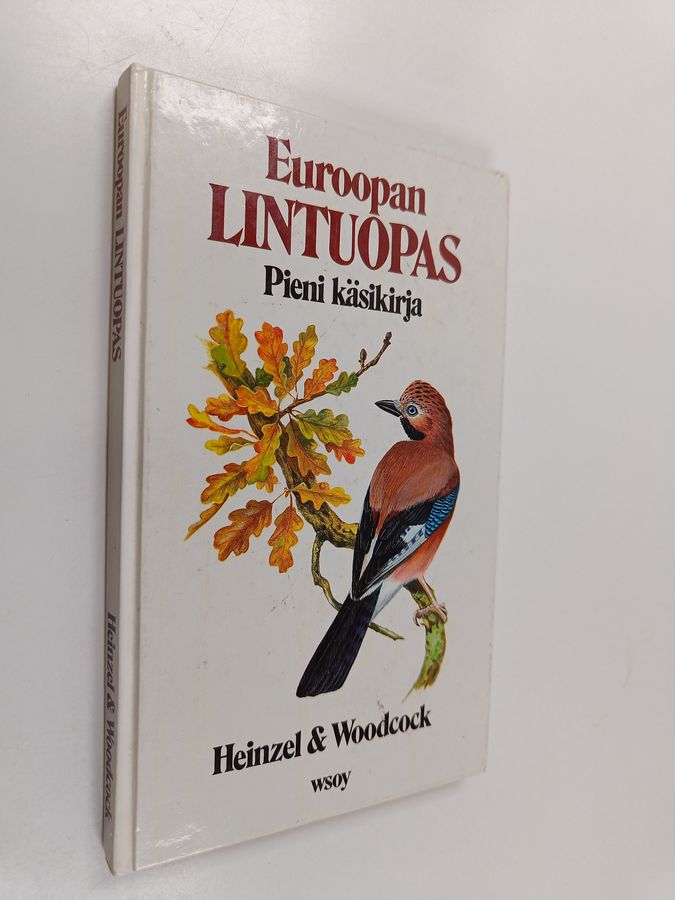 Euroopan
LINTUOPAS
Pieni käsikirja
Heinzel & Woodcock
wsoy
Euroopan LINTUOPAS
Heinzel & Woodcock